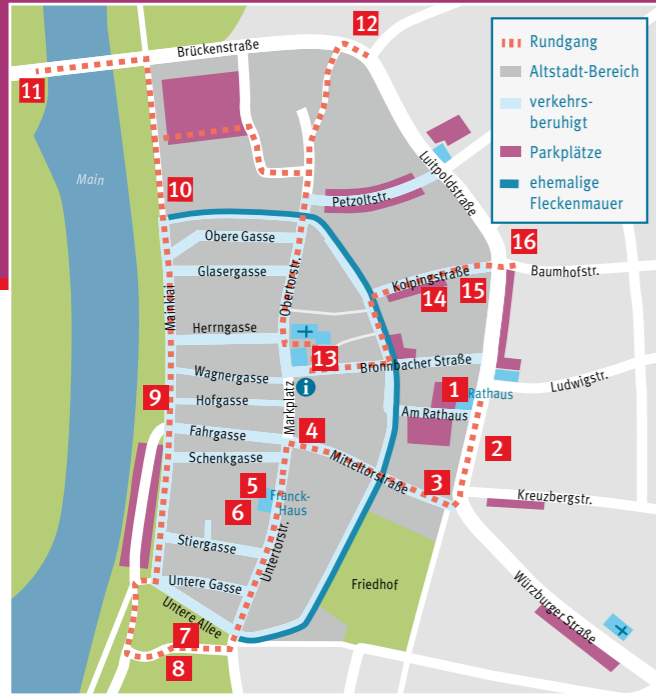 12
Brückenstraße
11
Rundgang
Altstadt-Bereich
verkehrs-
beruhigt
Parkplätze
ehemalige
Fleckenmauer
Main
10
Luitpoldstraße
Petzoltstr.
Obere Gasse
16
Glasergasse
Obertorstr.
Kolpingstraße
Baumhofstr.
14
15
Mainkiai
Herrngasse
13
Bronnbacher Straße
Wagnergasse
i
Ludwigstr.
9
Hofgasse
Markplatz
1
Rathaus
Am Rathaus
Fahrgasse
4
2
Schenkgasse
Mitteltorstraße
5
3
Franck-
Haus
Kreuzbergstr.
6
Untertorstr.
Stiergasse
Untere Gasse
Friedhof
Würzburger Straße
Untere Allee
7
8